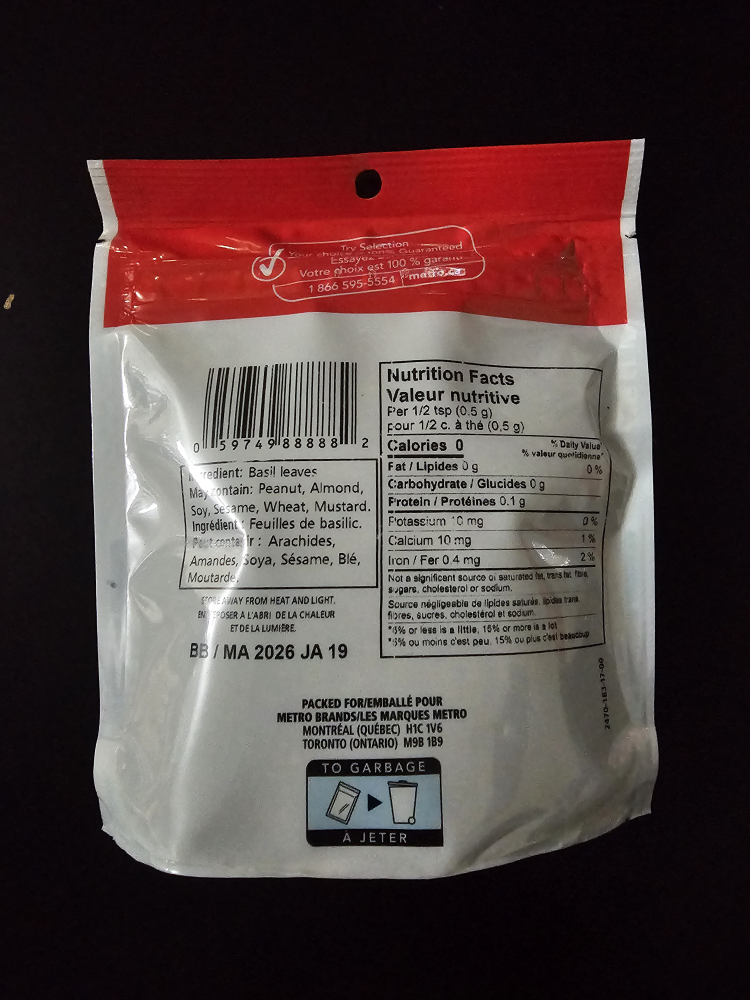 Try Selection
Guaranteed
Votre choix est 100 % garanti
1 866 595-5554 metro.ca
0 59749 88888 2
Ingredient: Basil leaves
May contain: Peanut, Almond,
Soy, Sesame, Wheat, Mustard.
Ingrédient : Feuilles de basilic.
Peut contenir : Arachides,
Amandes, Soya, Sésame, Blé,
Moutarde.
STORE AWAY FROM HEAT AND LIGHT.
ENTREPOSER À L'ABRI DE LA CHALEUR
ET DE LA LUMIÈRE.
BB / MA 2026 JA 19
Nutrition Facts
Valeur nutritive
Per 1/2 tsp (0.5 g)
pour 1/2 c. à thé (0,5 g)
Calories 0
% Daily Value*
% valeur quotidienne*
Fat / Lipides 0 g 0 %
Carbohydrate / Glucides 0 g
Protein / Protéines 0.1 g
Potassium 10 mg 0 %
Calcium 10 mg 1 %
Iron / Fer 0.4 mg 2 %
Not a significant source of saturated fat, trans fat, fibre,
sugars, cholesterol or sodium.
Source négligeable de lipides saturés, lipides trans,
fibres, sucres, cholestérol et sodium.
*5% or less is a little, 15% or more is a lot
*5% ou moins c'est peu, 15% ou plus c'est beaucoup
2470-183-17-00
PACKED FOR/EMBALLÉ POUR
METRO BRANDS/LES MARQUES METRO
MONTRÉAL (QUÉBEC) H1C 1V6
TORONTO (ONTARIO) M9B 1B9
TO GARBAGE
À JETER